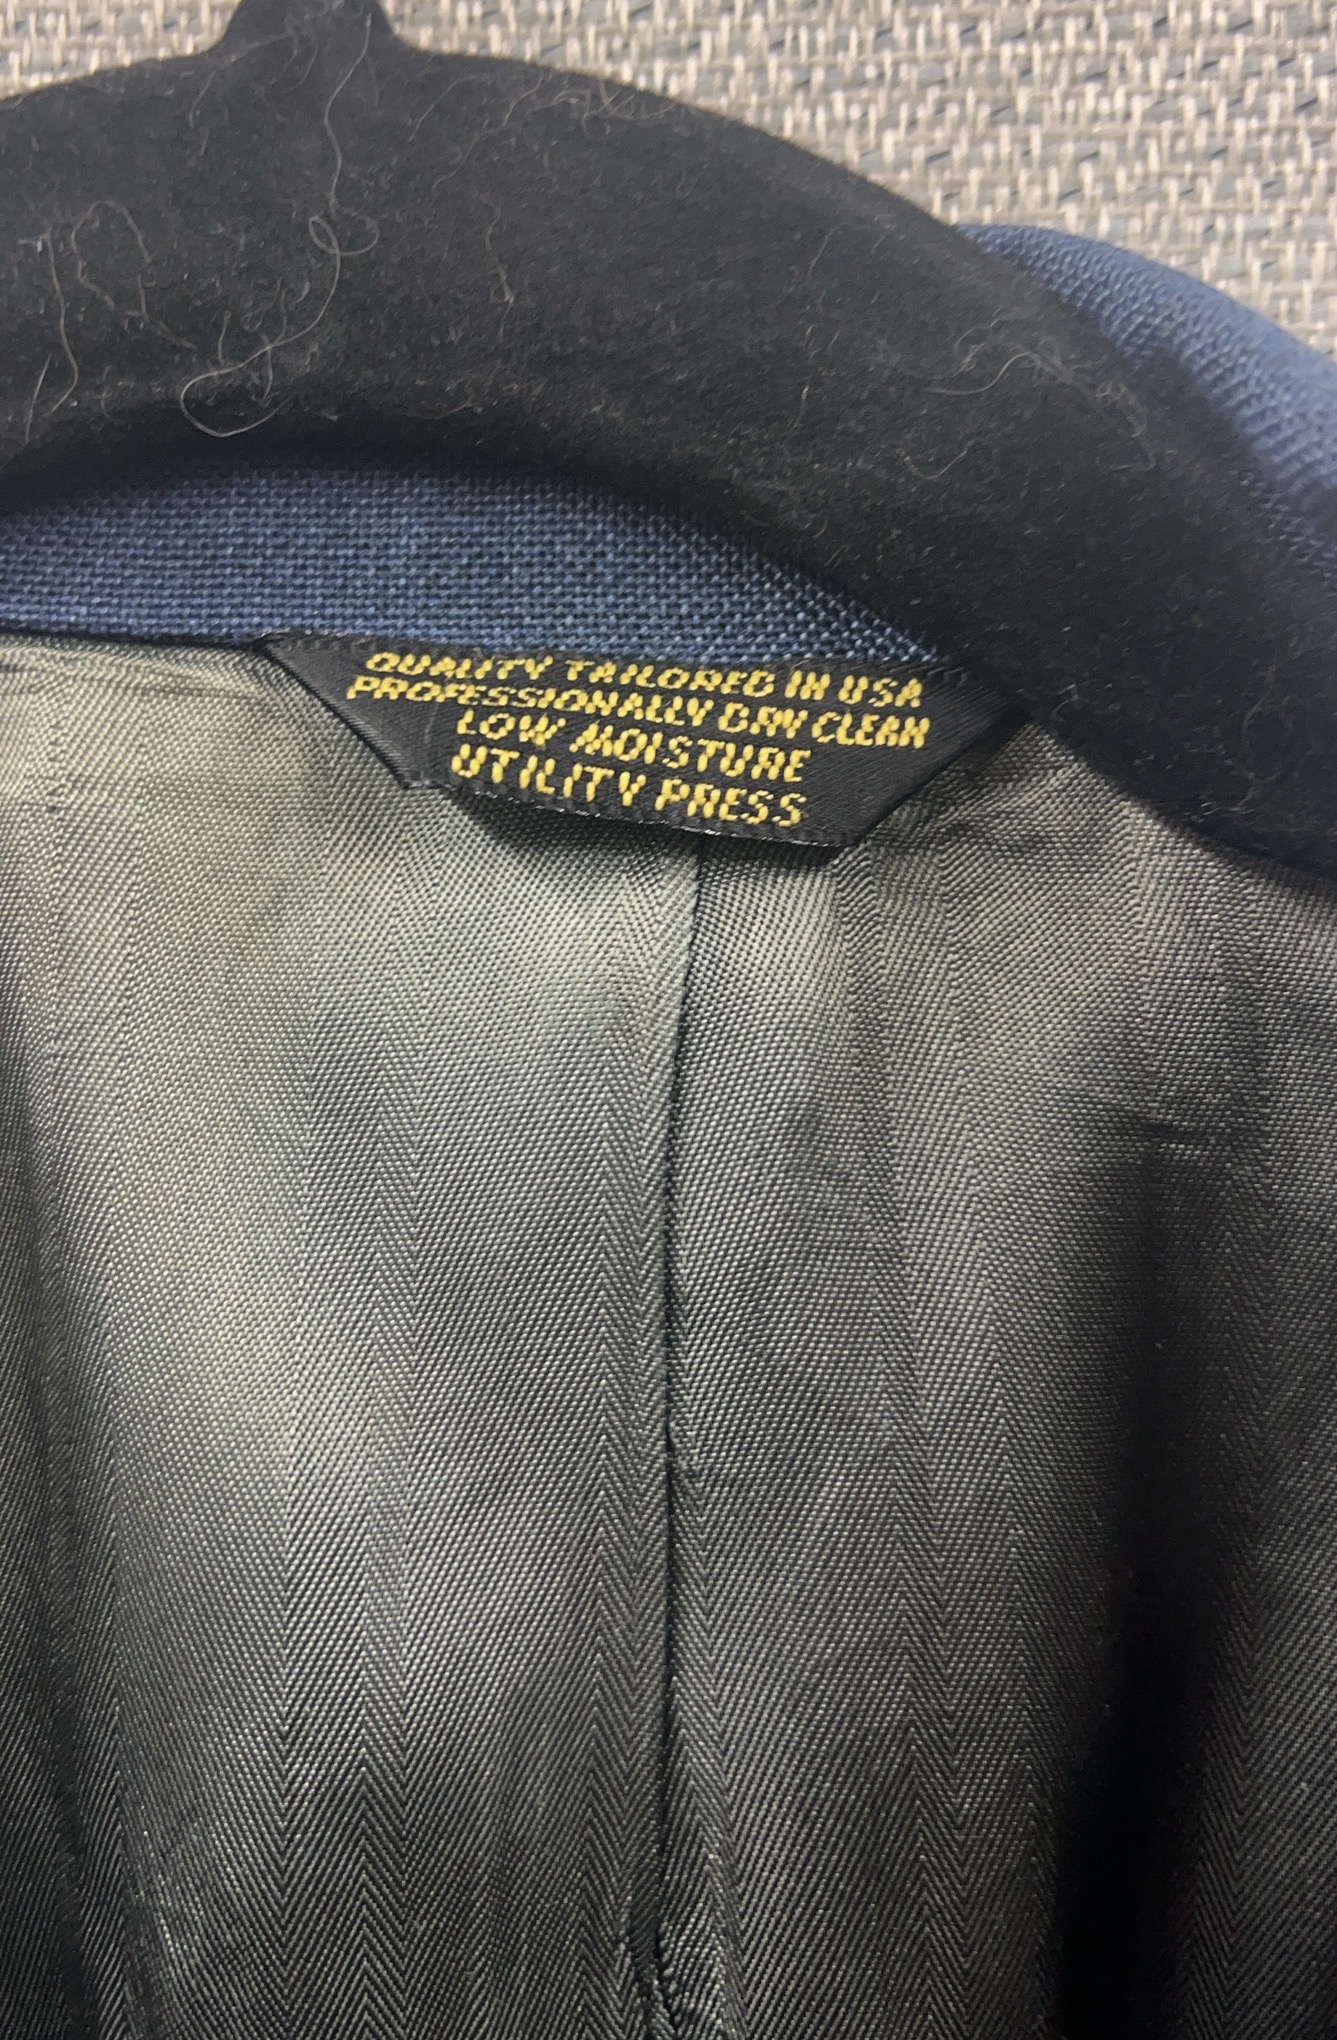 QUALITY TAILORED IN USA
PROFESSIONALLY DRY CLEAN
LOW MOISTURE
UTILITY PRESS